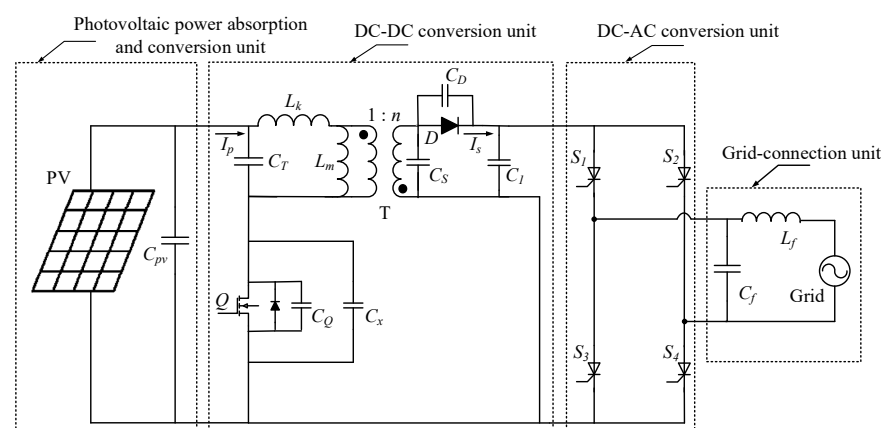 Photovoltaic power absorption
and conversion unit
DC-DC conversion unit
DC-AC conversion unit
Grid-connection unit
PV
C_pv
I_p
L_k
C_T
L_m
1 : n
T
C_D
D
I_s
C_S
C_1
Q
C_Q
C_x
S_1
S_2
S_3
S_4
L_f
C_f
Grid